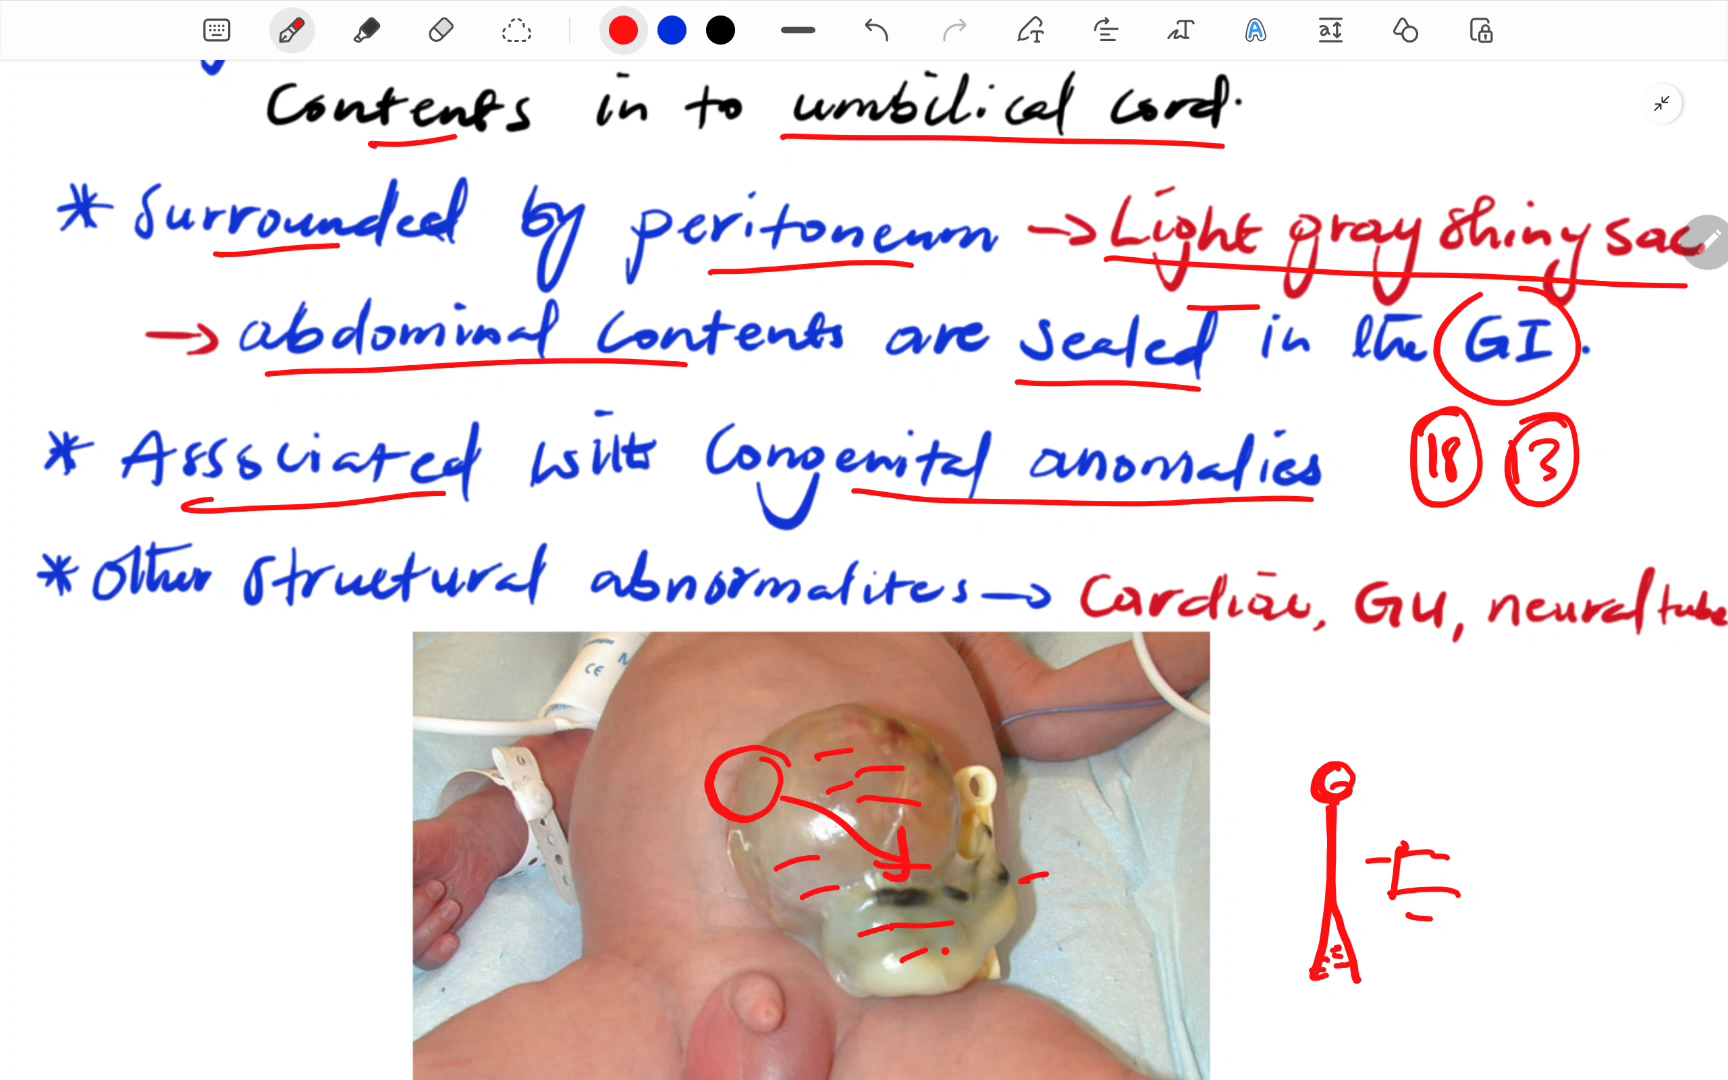 Contents in to umbilical cord.
* Surrounded by peritoneum → Light gray shiny sac
→ abdominal contents are sealed in the GI.
* Associated with Congenital anomalies 18 13
* Other structural abnormalites → Cardiac, GU, neural tube
CE